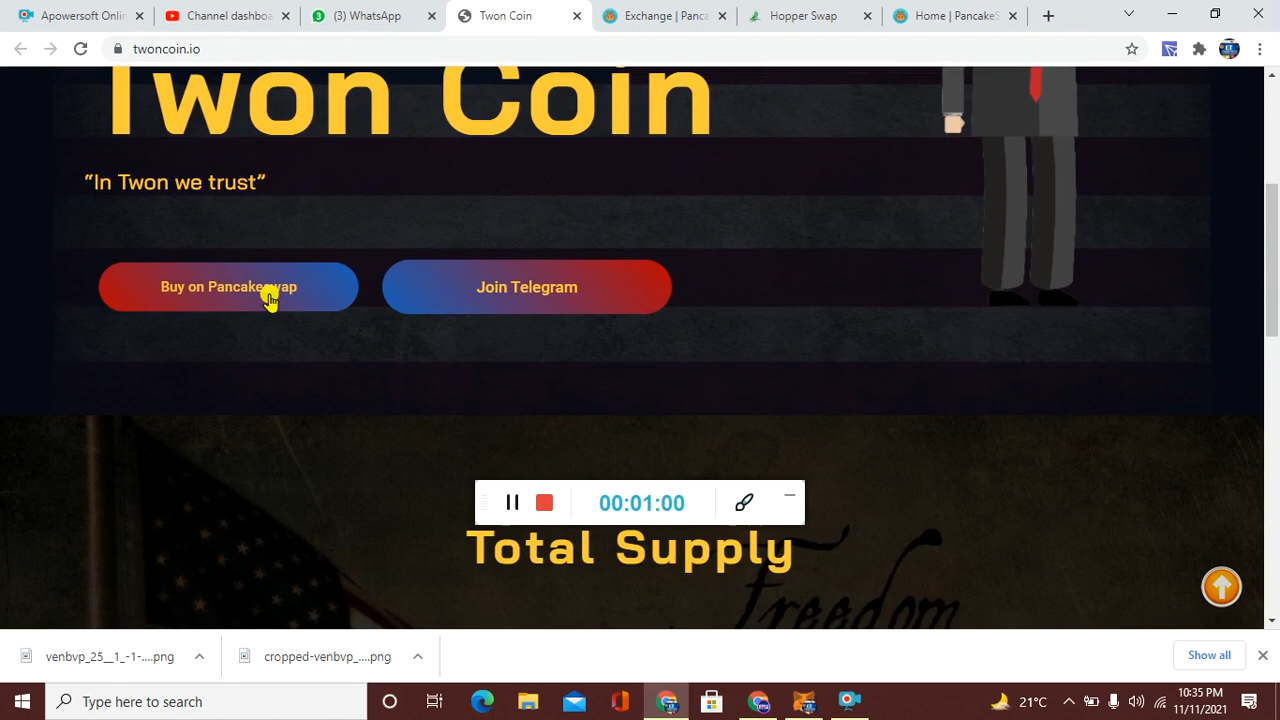 Apowersoft Onlin
Channel dashboa
(3) WhatsApp
Twon Coin
Exchange | Panca
Hopper Swap
Home | PancakeS
twoncoin.io
Twon Coin
“In Twon we trust”
Buy on Pancakeswap
Join Telegram
00:01:00
Total Supply
Freedom
venbvp_25__1_-1-....png
cropped-venbvp_....png
Show all
Type here to search
21°C
10:35 PM
11/11/2021